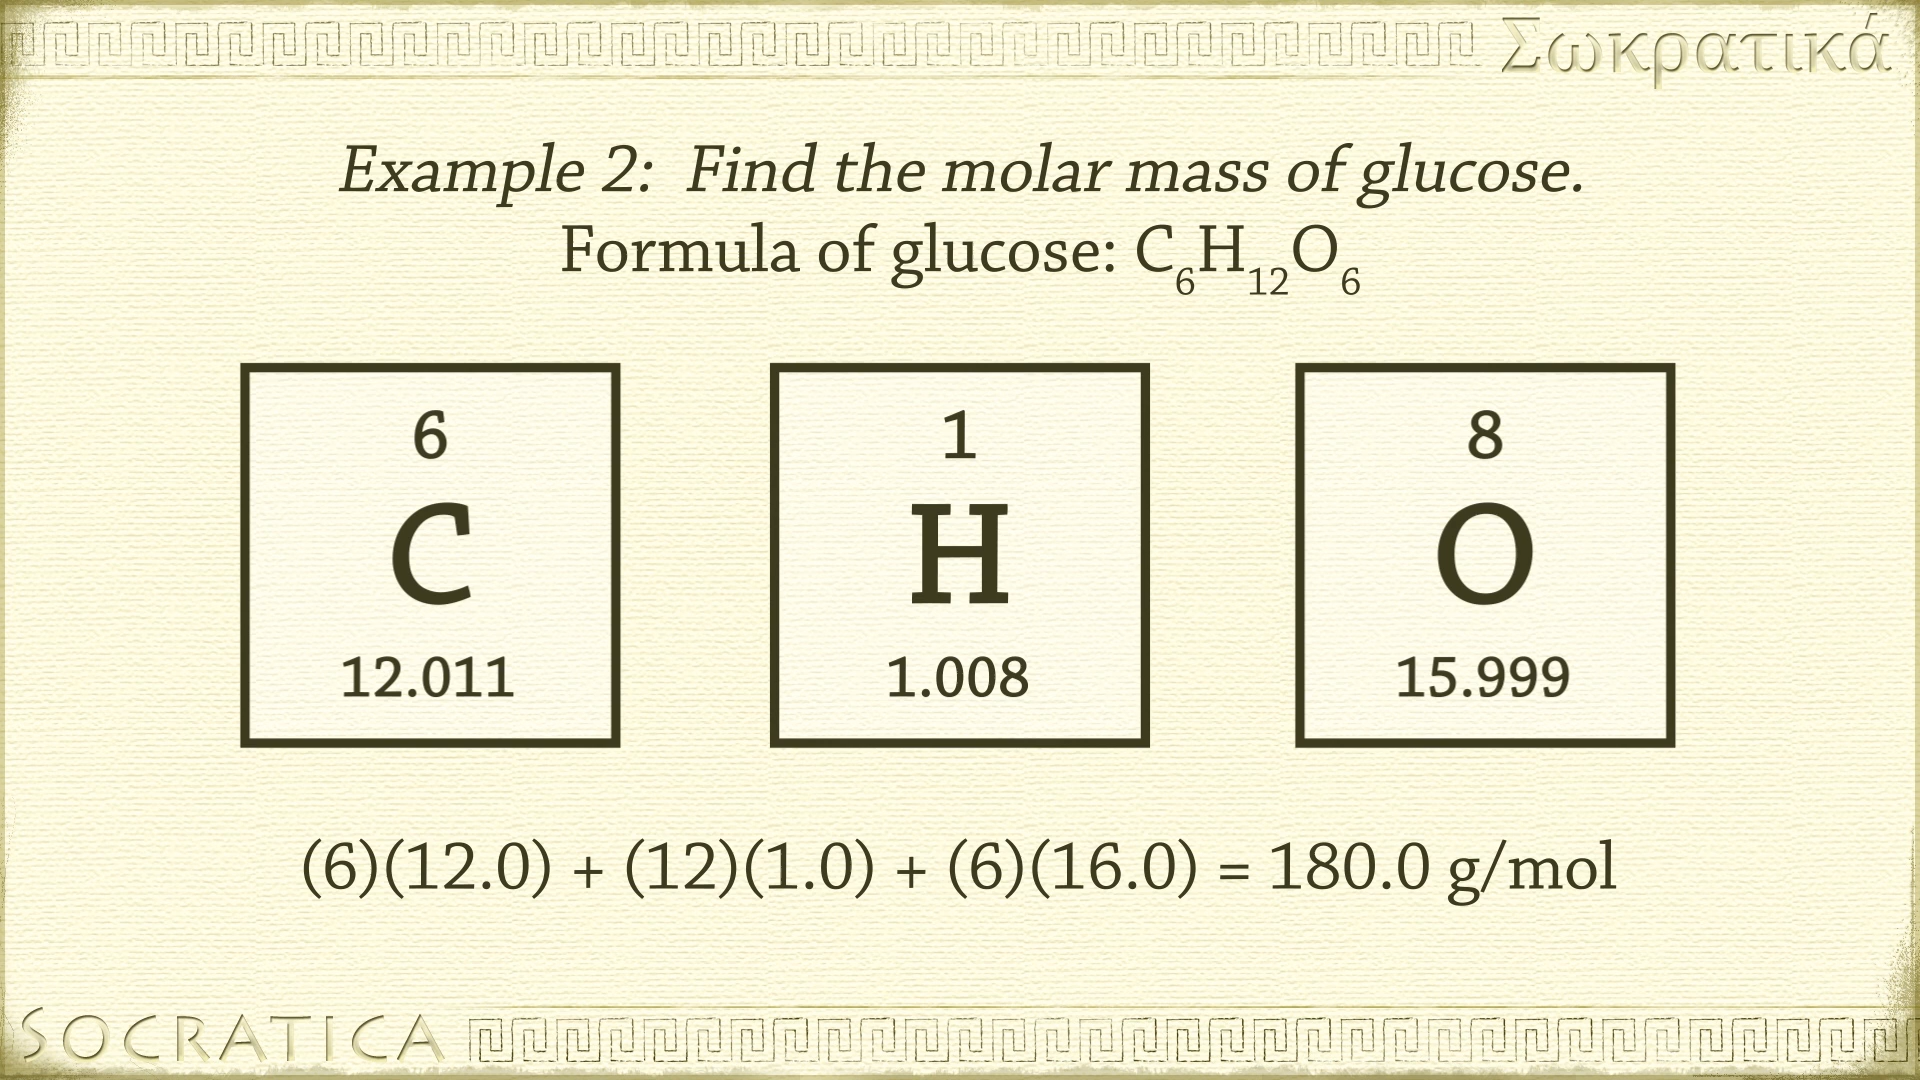 Σωκρατικά
Example 2: Find the molar mass of glucose.
Formula of glucose: C₆H₁₂O₆
6
C
12.011
1
H
1.008
8
O
15.999
(6)(12.0) + (12)(1.0) + (6)(16.0) = 180.0 g/mol
SOCRATICA